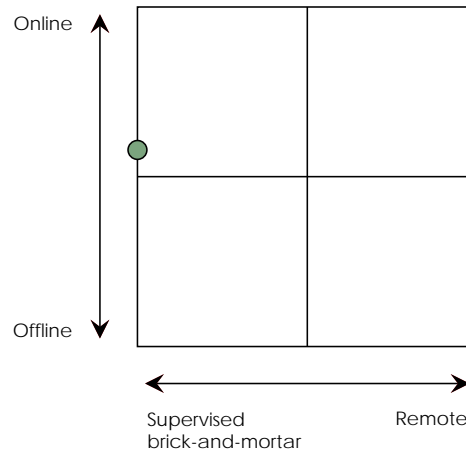 Online
Offline
Supervised
brick-and-mortar
Remote